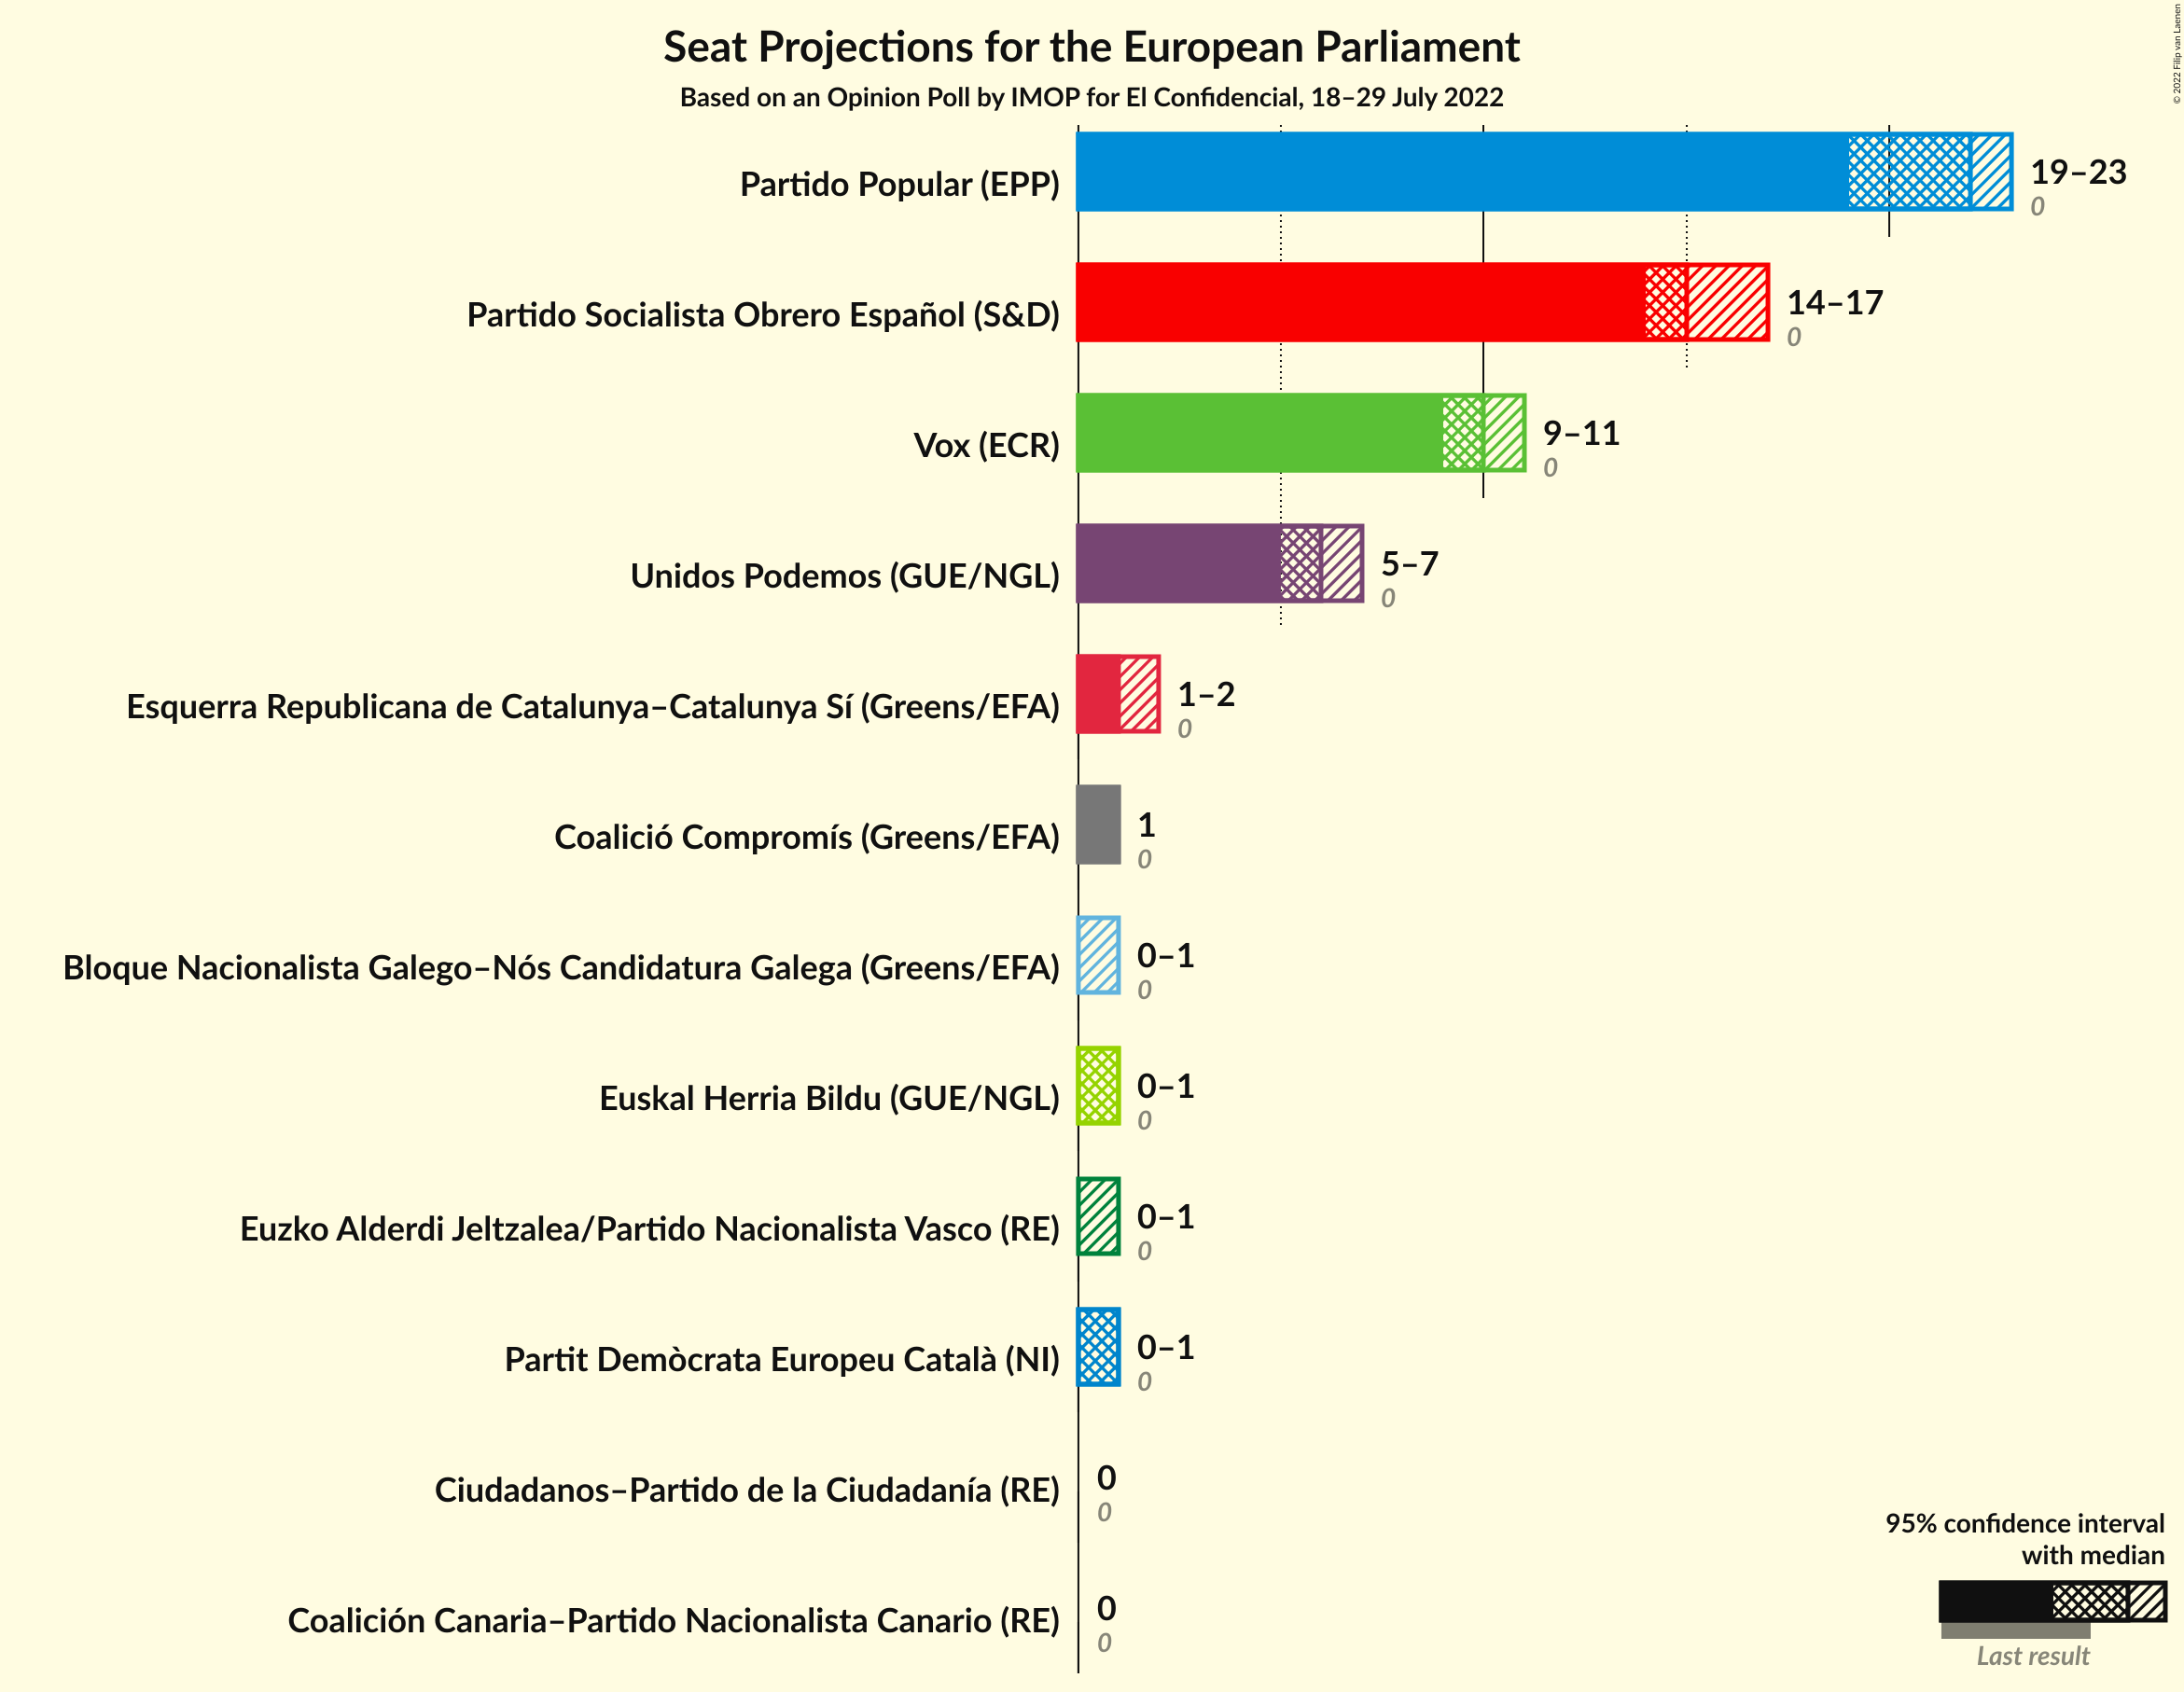 Seat Projections for the European Parliament
Based on an Opinion Poll by IMOP for El Confidencial, 18–29 July 2022
© 2022 Filip van Laenen
Partido Popular (EPP)
19–23
0
Partido Socialista Obrero Español (S&D)
14–17
0
Vox (ECR)
9–11
0
Unidos Podemos (GUE/NGL)
5–7
0
Esquerra Republicana de Catalunya–Catalunya Sí (Greens/EFA)
1–2
0
Coalició Compromís (Greens/EFA)
1
0
Bloque Nacionalista Galego–Nós Candidatura Galega (Greens/EFA)
0–1
0
Euskal Herria Bildu (GUE/NGL)
0–1
0
Euzko Alderdi Jeltzalea/Partido Nacionalista Vasco (RE)
0–1
0
Partit Demòcrata Europeu Català (NI)
0–1
0
Ciudadanos–Partido de la Ciudadanía (RE)
0
0
Coalición Canaria–Partido Nacionalista Canario (RE)
0
0
95% confidence interval
with median
Last result